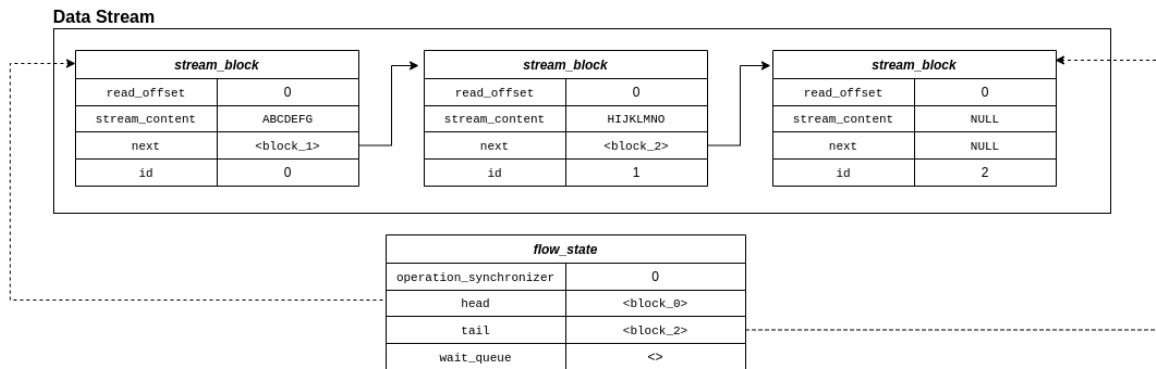 Data Stream
stream_block
read_offset 0
stream_content ABCDEFG
next <block_1>
id 0
stream_block
read_offset 0
stream_content HIJKLMNO
next <block_2>
id 1
stream_block
read_offset 0
stream_content NULL
next NULL
id 2
flow_state
operation_synchronizer 0
head <block_0>
tail <block_2>
wait_queue <>